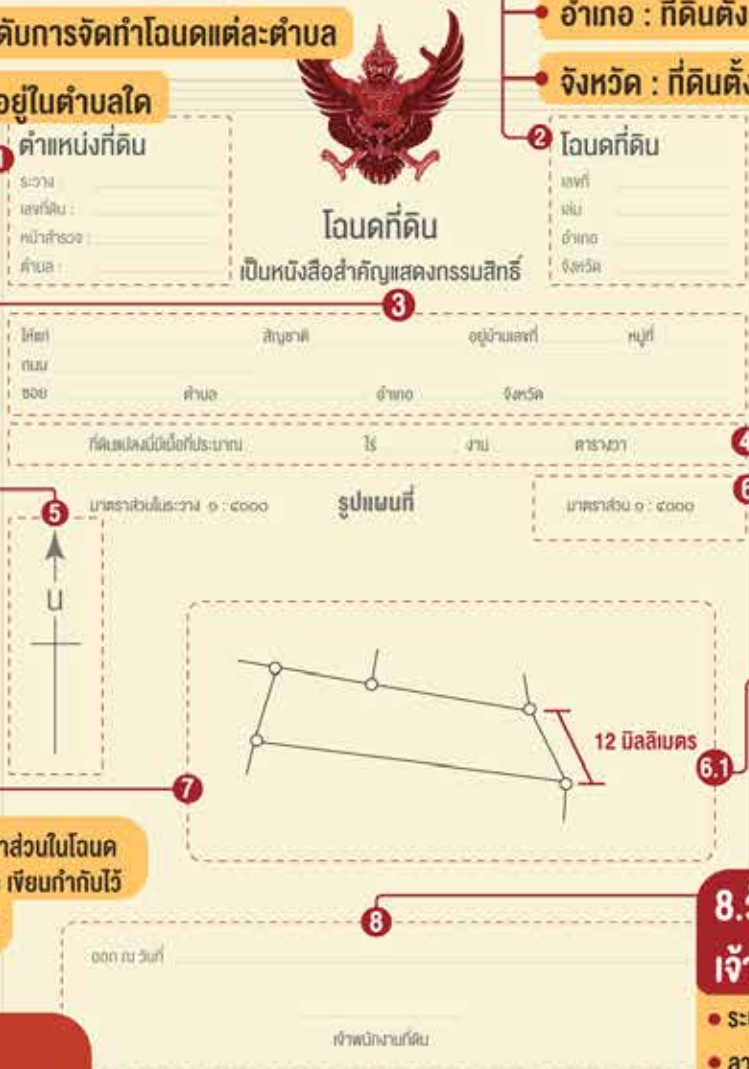 ดับการจัดทำโฉนดแต่ละตำบล
อยู่ในตำบลใด
อำเภอ : ที่ดินตั้ง
จังหวัด : ที่ดินตั้ง
ตำแหน่งที่ดิน
ระวาง :
เลขที่ดิน :
หน้าสำรวจ :
ตำบล :
2
โฉนดที่ดิน
เลขที่
เล่ม
อำเภอ
จังหวัด
โฉนดที่ดิน
เป็นหนังสือสำคัญแสดงกรรมสิทธิ์
3
ให้แก่ สัญชาติ อยู่บ้านเลขที่ หมู่ที่
ถนน
ซอย ตำบล อำเภอ จังหวัด
ที่ดินแปลงนี้มีเนื้อที่ประมาณ ไร่ งาน ตารางวา
4
5
มาตราส่วนในระวาง ๑ : ๔๐๐๐ รูปแผนที่ มาตราส่วน ๑ : ๔๐๐๐
6
น
12 มิลลิเมตร
6.1
7
าส่วนในโฉนด
เขียนกำกับไว้
8
ออก ณ วันที่
เจ้าพนักงานที่ดิน
8.
เจ้า